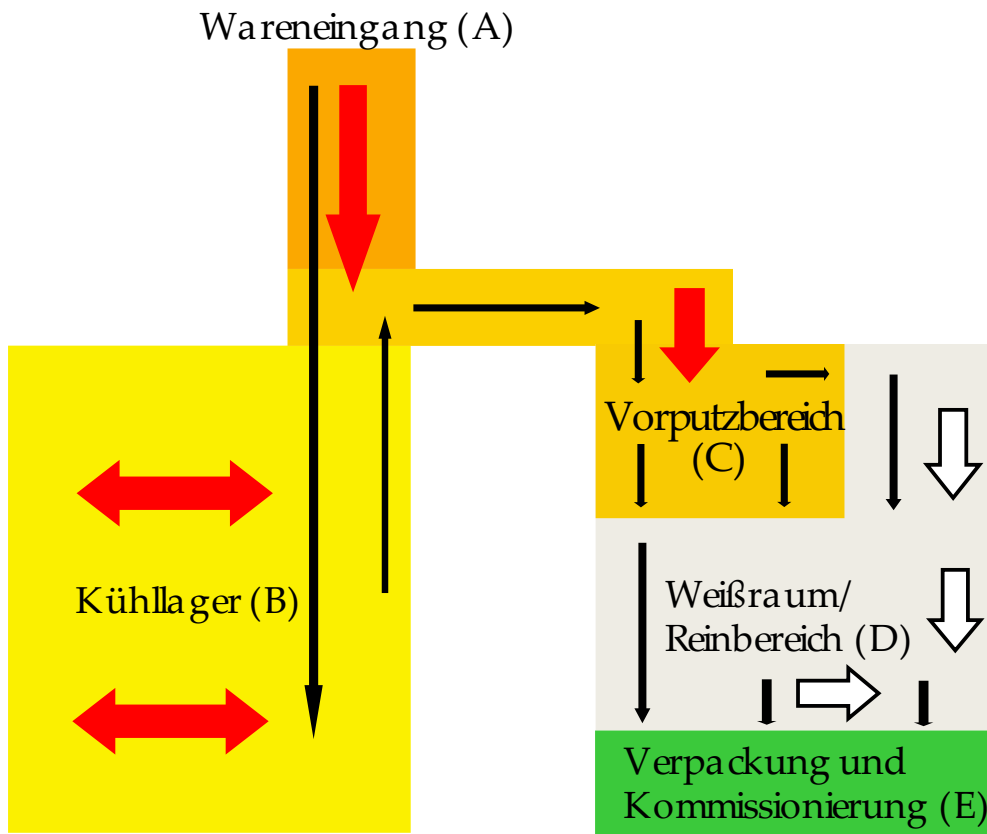 Wareneingang (A)
Vorputzbereich
(C)
Kühllager (B)
Weißraum/
Reinbereich (D)
Verpackung und
Kommissionierung (E)